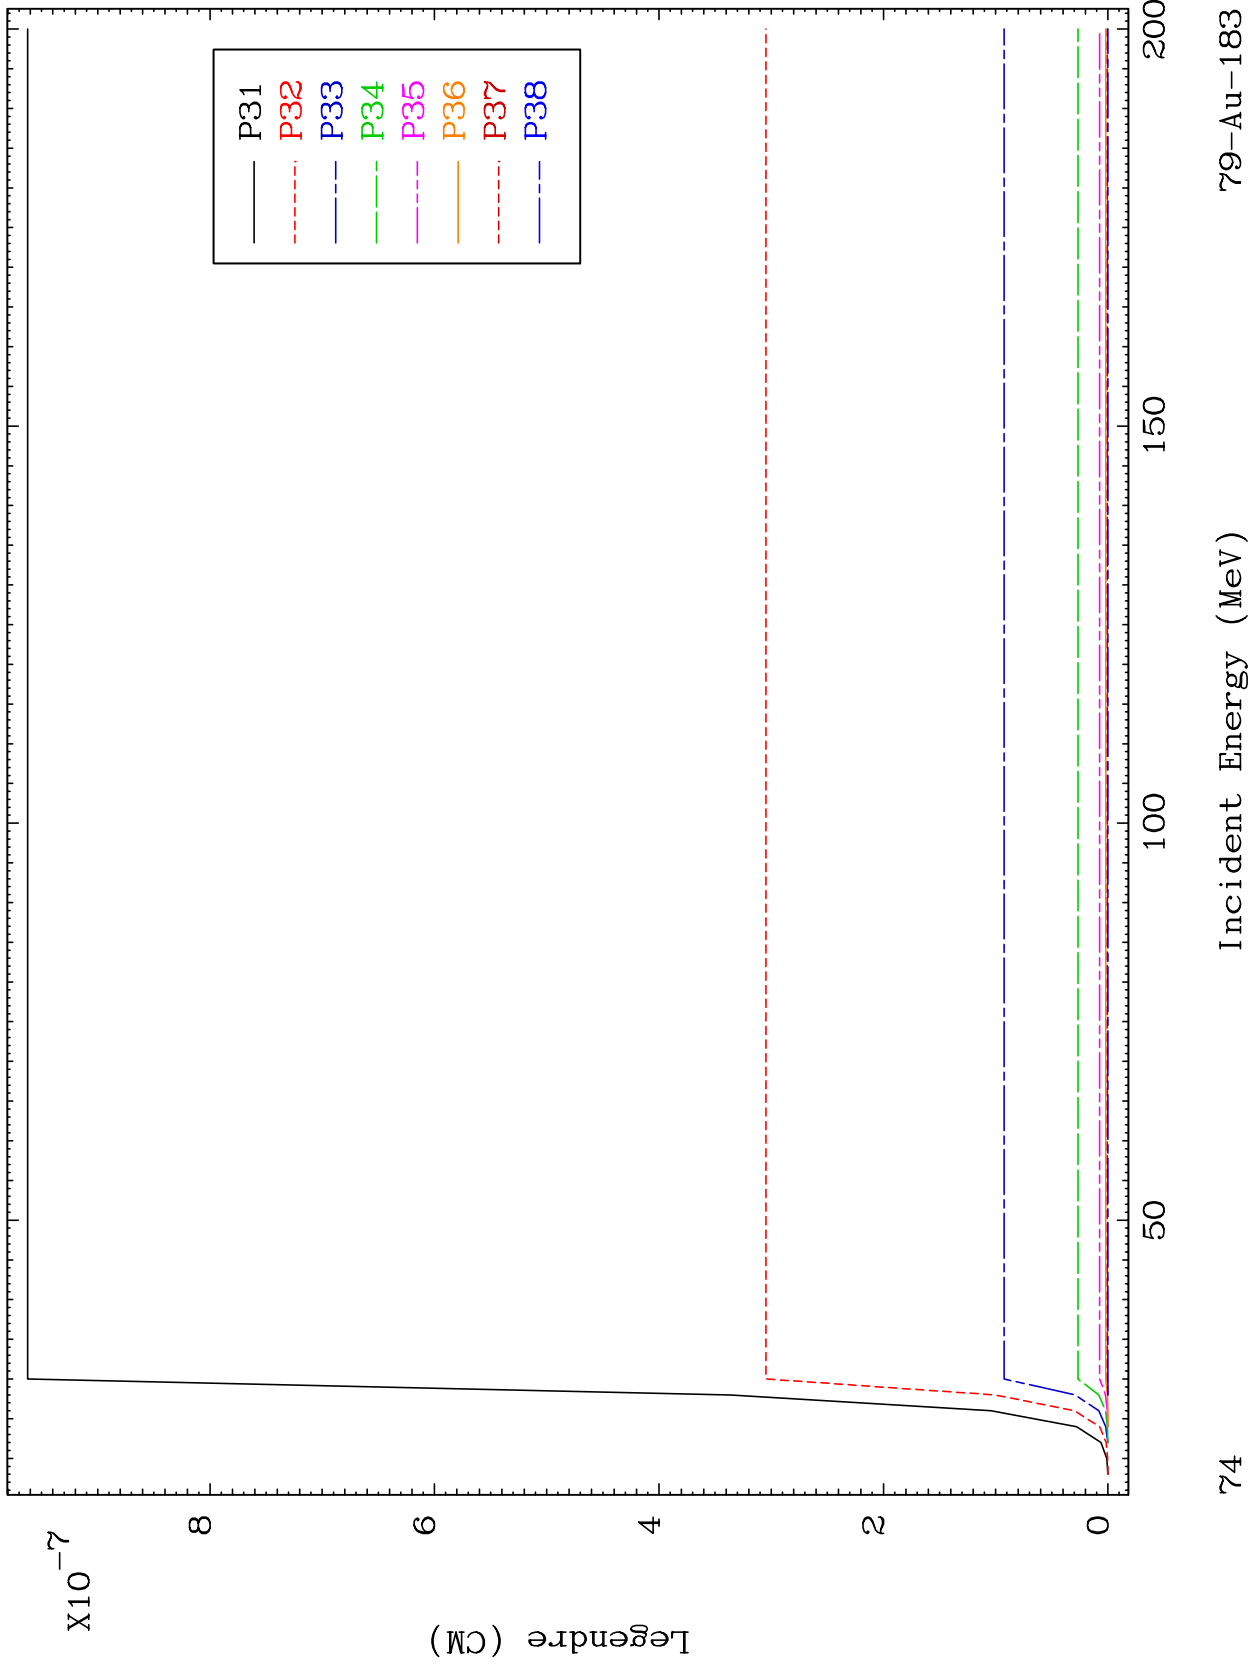 X10-7
Legendre (CM)
8
6
4
2
0
P31
P32
P33
P34
P35
P36
P37
P38
50
100
150
200
Incident Energy (MeV)
74
79-Au-183